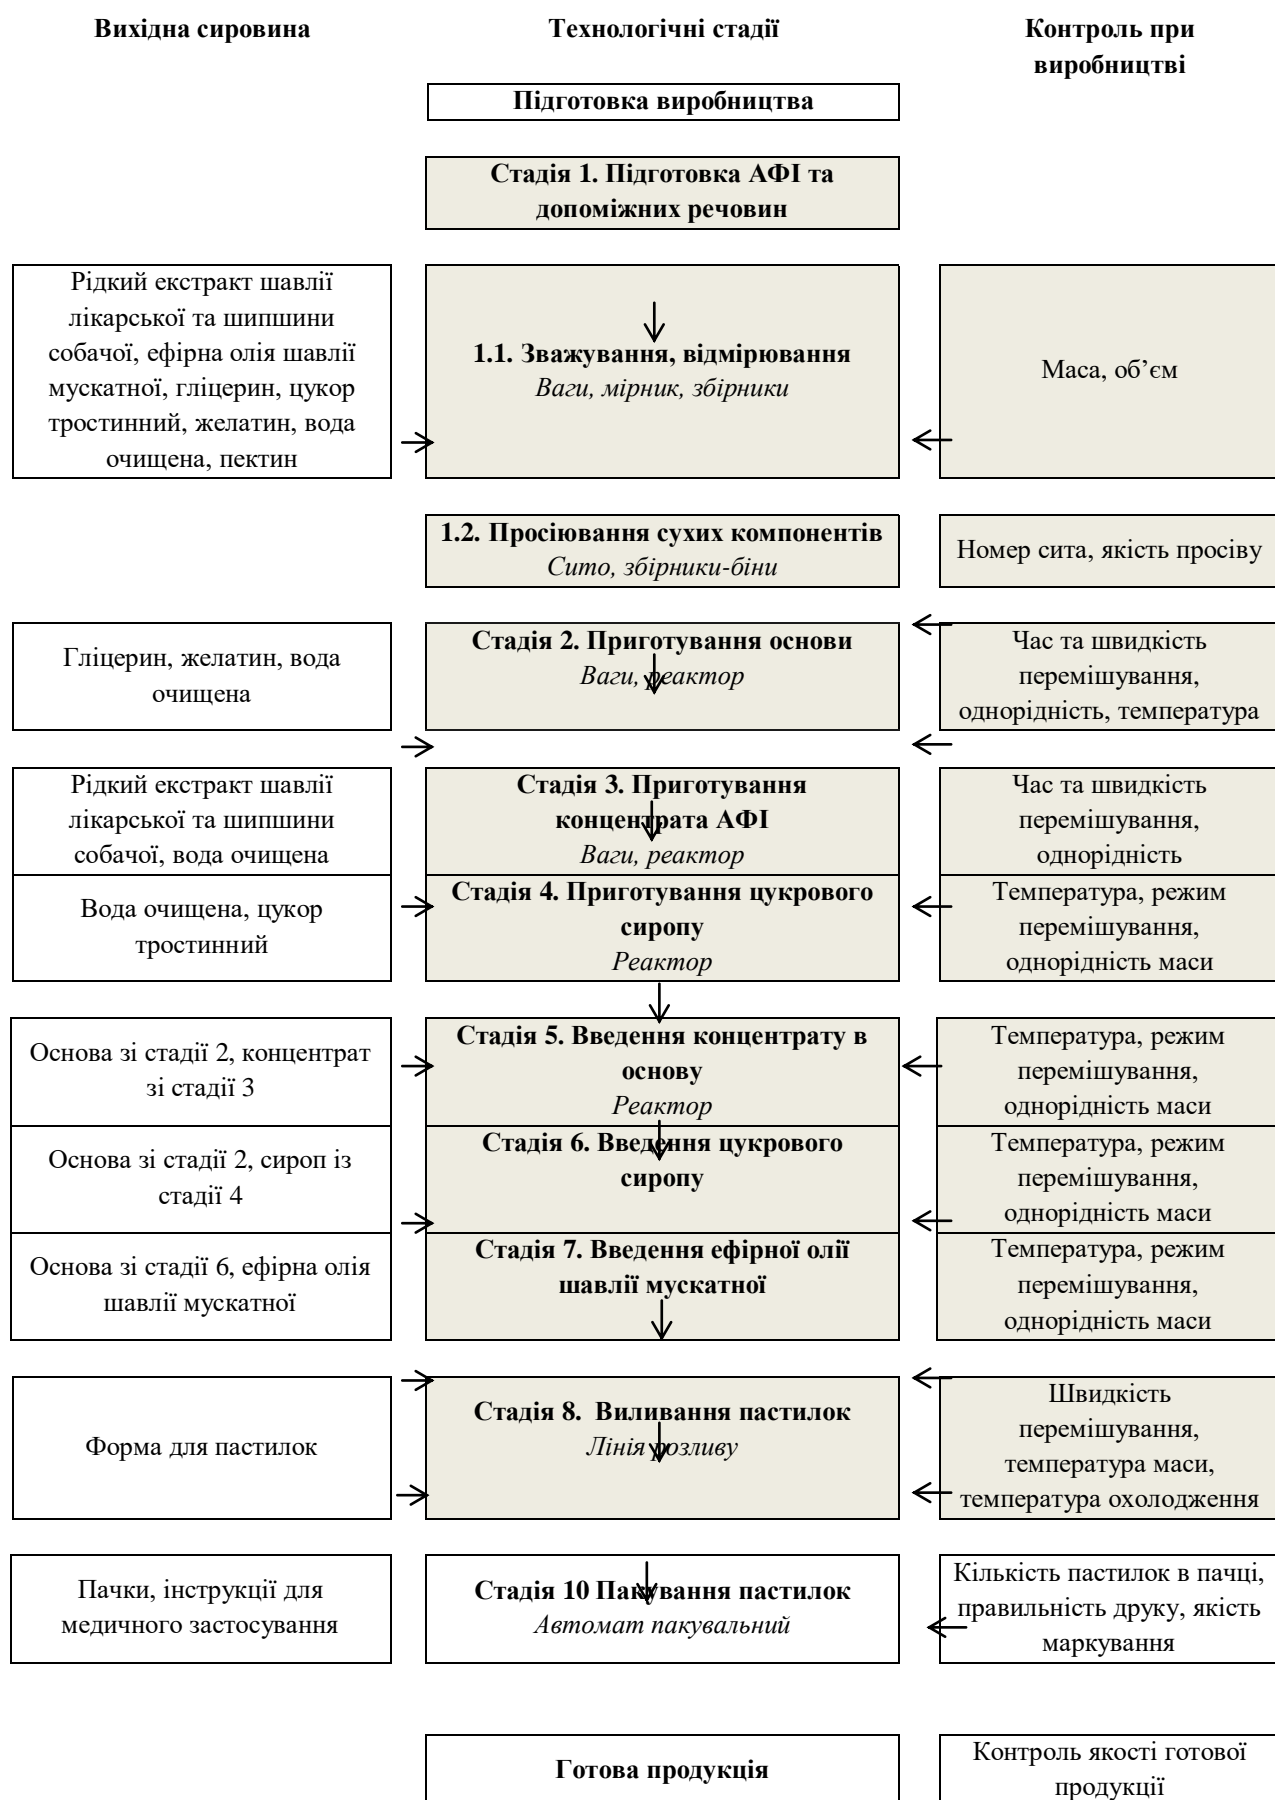 Вихідна сировина
Технологічні стадії
Контроль при
виробництві
Підготовка виробництва
Стадія 1. Підготовка АФІ та
допоміжних речовин
Рідкий екстракт шавлії
лікарської та шипшини
собачої, ефірна олія шавлії
мускатної, гліцерин, цукор
тростинний, желатин, вода
очищена, пектин
1.1. Зважування, відмірювання
Ваги, мірник, збірники
Маса, об’єм
1.2. Просіювання сухих компонентів
Сито, збірники-біни
Номер сита, якість просіву
Гліцерин, желатин, вода
очищена
Стадія 2. Приготування основи
Ваги, реактор
Час та швидкість
перемішування,
однорідність, температура
Рідкий екстракт шавлії
лікарської та шипшини
собачої, вода очищена
Стадія 3. Приготування
концентрата АФІ
Ваги, реактор
Час та швидкість
перемішування,
однорідність
Вода очищена, цукор
тростинний
Стадія 4. Приготування цукрового
сиропу
Реактор
Температура, режим
перемішування,
однорідність маси
Основа зі стадії 2, концентрат
зі стадії 3
Стадія 5. Введення концентрату в
основу
Реактор
Температура, режим
перемішування,
однорідність маси
Основа зі стадії 2, сироп із
стадії 4
Стадія 6. Введення цукрового
сиропу
Температура, режим
перемішування,
однорідність маси
Основа зі стадії 6, ефірна олія
шавлії мускатної
Стадія 7. Введення ефірної олії
шавлії мускатної
Температура, режим
перемішування,
однорідність маси
Форма для пастилок
Стадія 8. Виливання пастилок
Лінія розливу
Швидкість
перемішування,
температура маси,
температура охолодження
Пачки, інструкції для
медичного застосування
Стадія 10 Пакування пастилок
Автомат пакувальний
Кількість пастилок в пачці,
правильність друку, якість
маркування
Готова продукція
Контроль якості готової
продукції